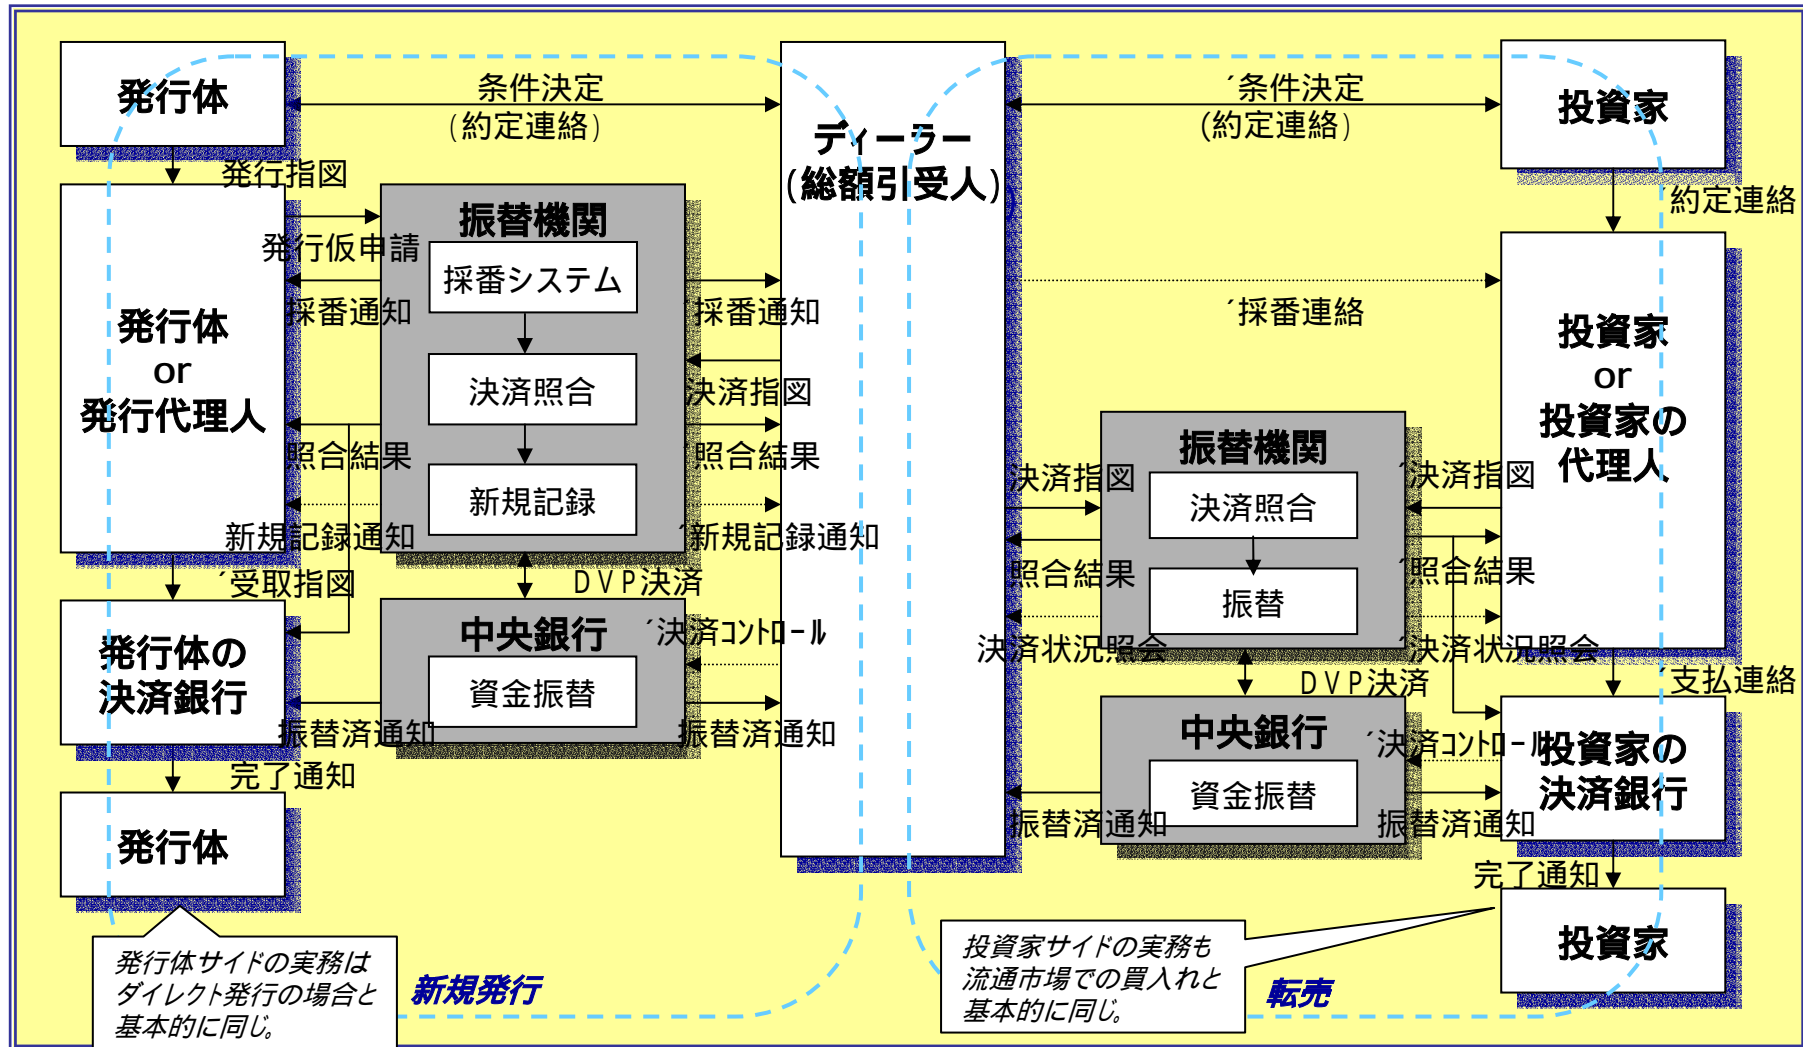 発行体
条件決定
(約定連絡)
発行指図
発行体
or
発行代理人
発行仮申請
採番通知
照合結果
新規記録通知
´受取指図
振替機関
採番システム
決済照合
新規記録
´採番通知
決済指図
´照合結果
´新規記録通知
DVP決済
中央銀行
資金振替
´決済コントロール
振替済通知
振替済通知
発行体の
決済銀行
完了通知
発行体
発行体サイドの実務は
ダイレクト発行の場合と
基本的に同じ。
新規発行
ディーラー
(総額引受人)
´条件決定
(約定連絡)
投資家
´約定連絡
´採番連絡
投資家
or
投資家の
代理人
振替機関
決済照合
振替
決済指図
照合結果
決済状況照会
´決済指図
´照合結果
´決済状況照会
´支払連絡
DVP決済
中央銀行
資金振替
´決済コントロール
振替済通知
振替済通知
投資家の
決済銀行
完了通知
投資家
投資家サイドの実務も
流通市場での買入れと
基本的に同じ。
転売